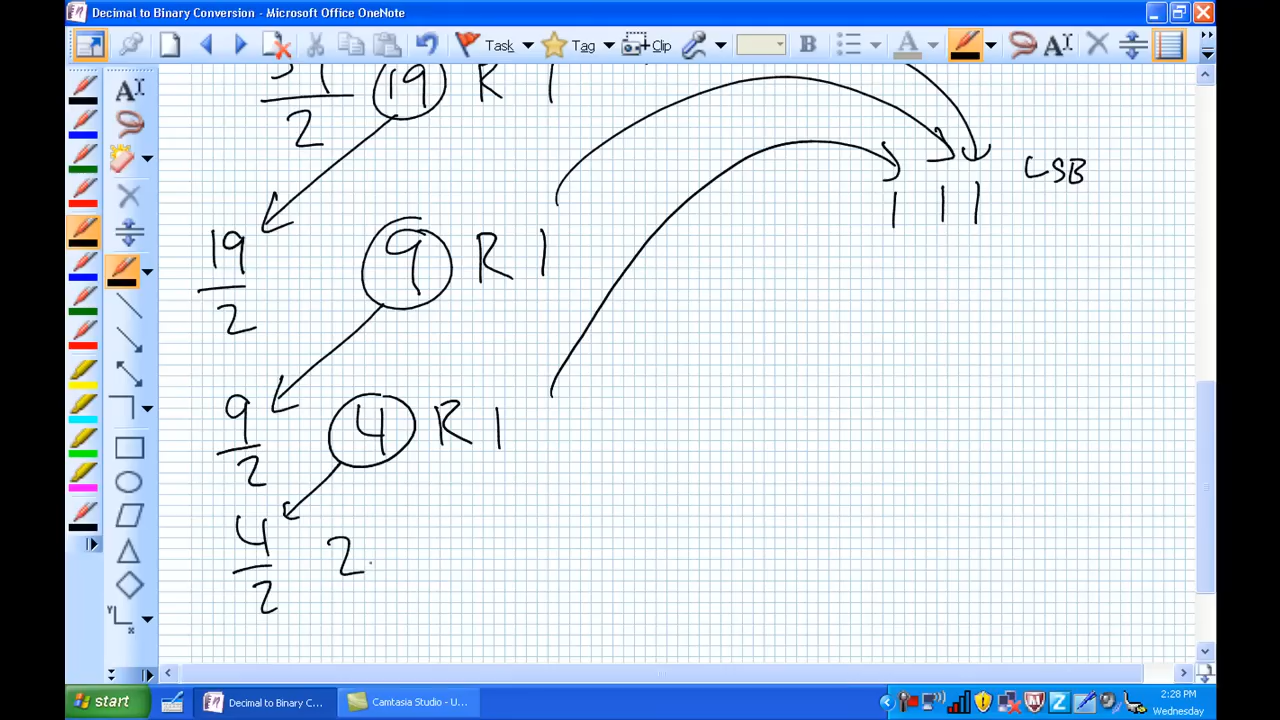 Decimal to Binary Conversion - Microsoft Office OneNote
Task Tag Clip B A A
A
2 19 R 1
LSB
1 1 1
19
2 9 R 1
9
2 4 R 1
4
2 2
start Decimal to Binary C... Camtasia Studio - U... 2:28 PM
Wednesday